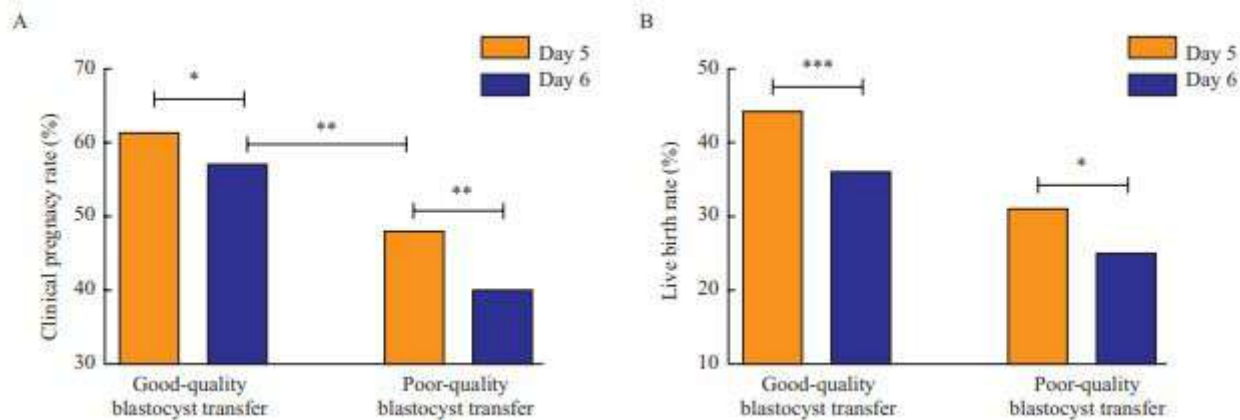 A
Day 5
Day 6
70
60
50
40
30
Clinical pregnancy rate (%)
*
**
**
Good-quality
blastocyst transfer
Poor-quality
blastocyst transfer
B
Day 5
Day 6
50
40
30
20
10
Live birth rate (%)
***
*
Good-quality
blastocyst transfer
Poor-quality
blastocyst transfer